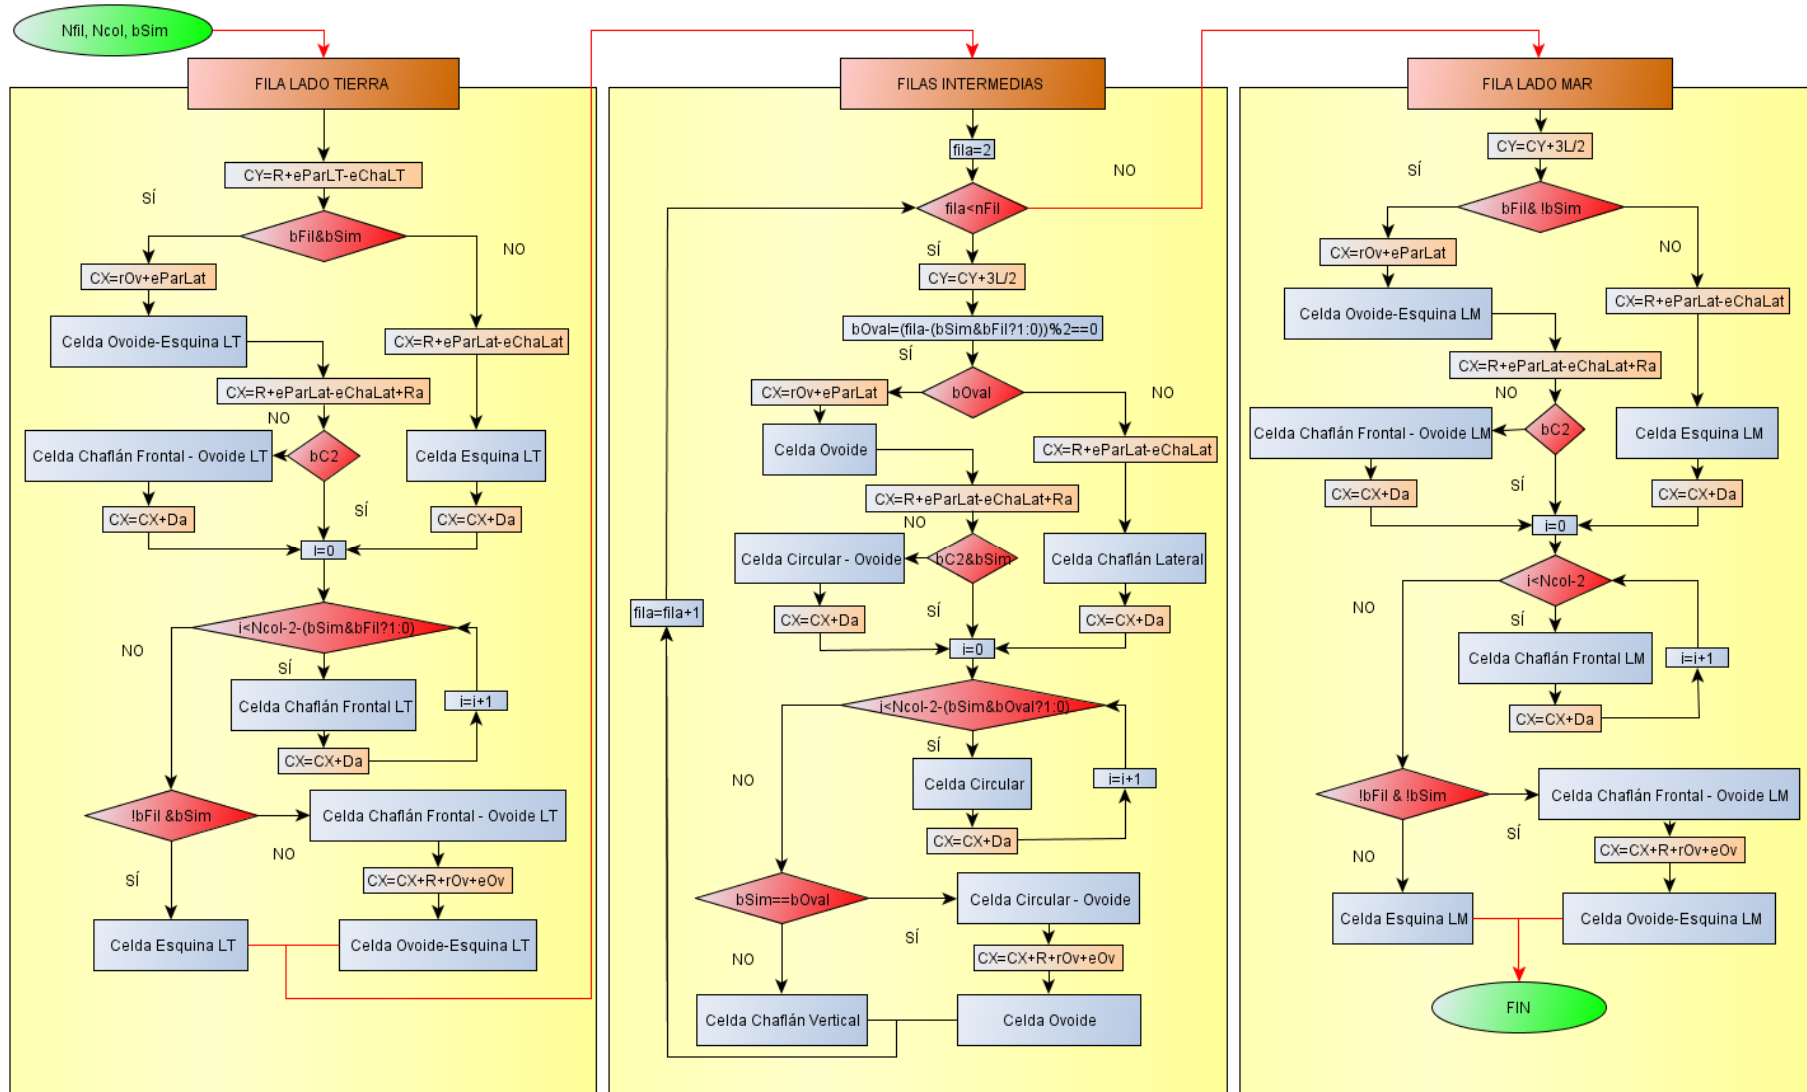 Nfil, Ncol, bSim
FILA LADO TIERRA
CY=R+eParLT-eChaLT
SÍ
bFil&bSim
NO
CX=rOv+eParLat
Celda Ovoide-Esquina LT
CX=R+eParLat-eChaLat
CX=R+eParLat-eChaLat+Ra
NO
Celda Chaflán Frontal - Ovoide LT
bC2
Celda Esquina LT
SÍ
CX=CX+Da
CX=CX+Da
i=0
i<Ncol-2-(bSim&bFil?1:0)
NO
SÍ
Celda Chaflán Frontal LT
i=i+1
CX=CX+Da
!bFil &bSim
Celda Chaflán Frontal - Ovoide LT
NO
SÍ
CX=CX+R+rOv+eOv
Celda Esquina LT
Celda Ovoide-Esquina LT
FILAS INTERMEDIAS
fila=2
NO
fila<nFil
SÍ
CY=CY+3L/2
bOval=(fila-(bSim&bFil?1:0))%2==0
SÍ
CX=rOv+eParLat
bOval
NO
Celda Ovoide
CX=R+eParLat-eChaLat
CX=R+eParLat-eChaLat+Ra
NO
Celda Circular - Ovoide
bC2&bSim
Celda Chaflán Lateral
fila=fila+1
SÍ
CX=CX+Da
CX=CX+Da
i=0
i<Ncol-2-(bSim&bOval?1:0)
SÍ
NO
Celda Circular
i=i+1
CX=CX+Da
bSim==bOval
Celda Circular - Ovoide
SÍ
NO
CX=CX+R+rOv+eOv
Celda Chaflán Vertical
Celda Ovoide
FILA LADO MAR
CY=CY+3L/2
SÍ
bFil& !bSim
NO
CX=rOv+eParLat
Celda Ovoide-Esquina LM
CX=R+eParLat-eChaLat
CX=R+eParLat-eChaLat+Ra
NO
Celda Chaflán Frontal - Ovoide LM
bC2
Celda Esquina LM
SÍ
CX=CX+Da
CX=CX+Da
i=0
i<Ncol-2
NO
SÍ
Celda Chaflán Frontal LM
i=i+1
CX=CX+Da
!bFil & !bSim
Celda Chaflán Frontal - Ovoide LM
SÍ
NO
CX=CX+R+rOv+eOv
Celda Esquina LM
Celda Ovoide-Esquina LM
FIN